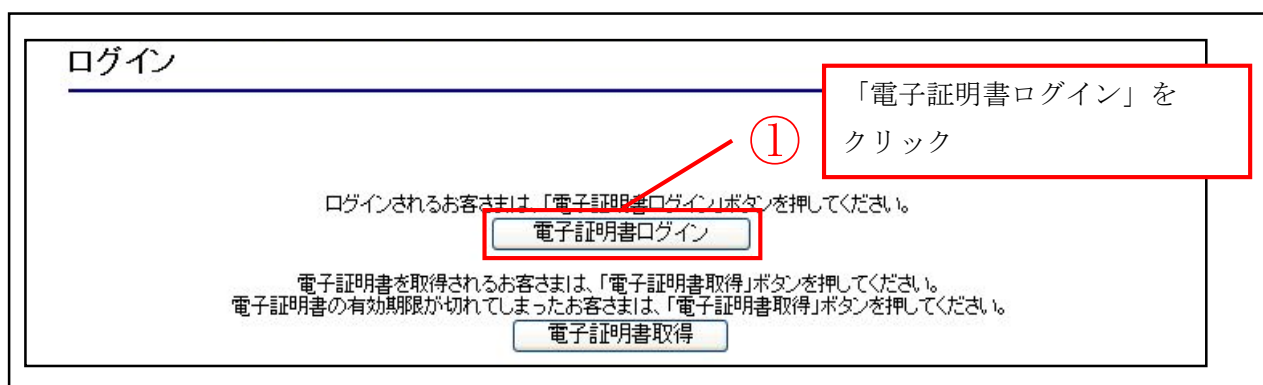 ログイン
「電子証明書ログイン」を
クリック
①
ログインされるお客さまは、「電子証明書ログイン」ボタンを押してください。
電子証明書ログイン
電子証明書を取得されるお客さまは、「電子証明書取得」ボタンを押してください。
電子証明書の有効期限が切れてしまったお客さまは、「電子証明書取得」ボタンを押してください。
電子証明書取得